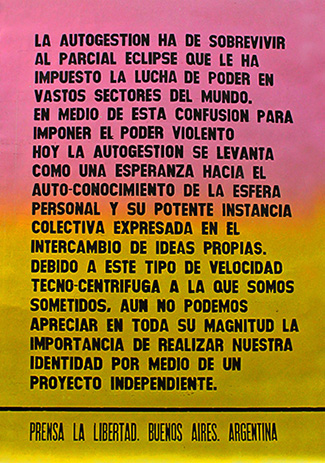 LA AUTOGESTION HA DE SOBREVIVIR
AL PARCIAL ECLIPSE QUE LE HA
IMPUESTO LA LUCHA DE PODER EN
VASTOS SECTORES DEL MUNDO.
EN MEDIO DE ESTA CONFUSION PARA
IMPONER EL PODER VIOLENTO
HOY LA AUTOGESTION SE LEVANTA
COMO UNA ESPERANZA HACIA EL
AUTO-CONOCIMIENTO DE LA ESFERA
PERSONAL Y SU POTENTE INSTANCIA
COLECTIVA EXPRESADA EN EL
INTERCAMBIO DE IDEAS PROPIAS.
DEBIDO A ESTE TIPO DE VELOCIDAD
TECNO-CENTRIFUGA A LA QUE SOMOS
SOMETIDOS, AUN NO PODEMOS
APRECIAR EN TODA SU MAGNITUD LA
IMPORTANCIA DE REALIZAR NUESTRA
IDENTIDAD POR MEDIO DE UN
PROYECTO INDEPENDIENTE.
PRENSA LA LIBERTAD. BUENOS AIRES. ARGENTINA